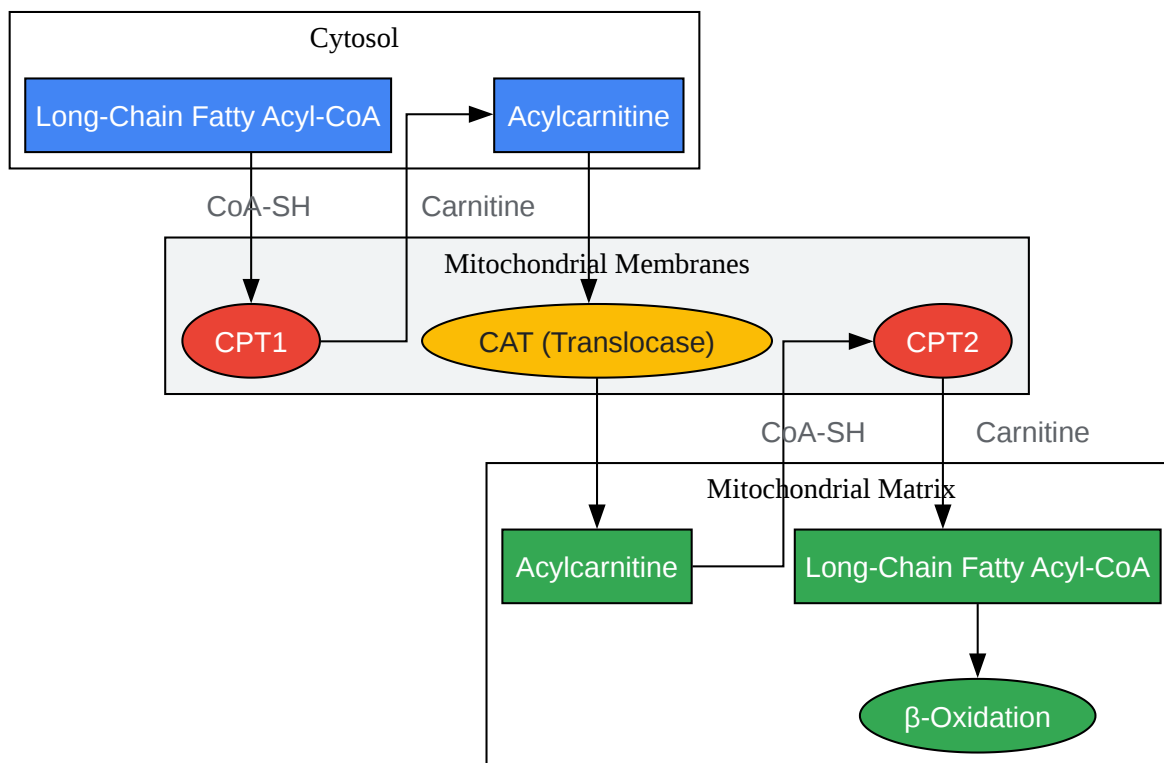 Cytosol
Long-Chain Fatty Acyl-CoA
Acylcarnitine
CoA-SH
Carnitine
Mitochondrial Membranes
CPT1
CAT (Translocase)
CPT2
CoA-SH
Carnitine
Mitochondrial Matrix
Acylcarnitine
Long-Chain Fatty Acyl-CoA
β-Oxidation